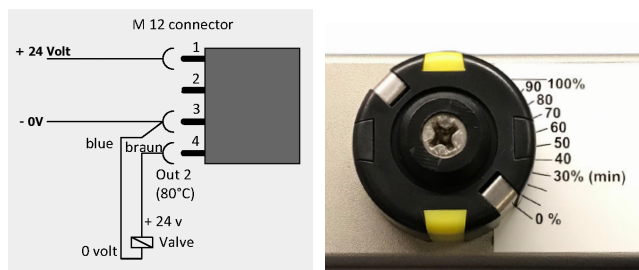 M 12 connector
+ 24 Volt
1
2
- 0V
3
blue
braun
4
Out 2
(80°C)
+ 24 v
0 volt
Valve
100%
90
80
70
60
50
40
30% (min)
0 %